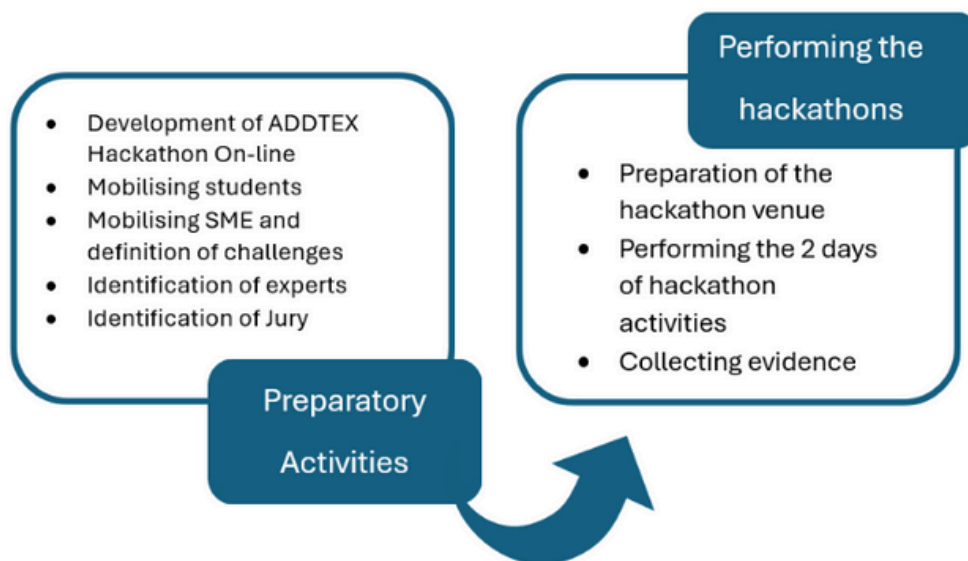 • Development of ADDTEX
Hackathon On-line
• Mobilising students
• Mobilising SME and
definition of challenges
• Identification of experts
• Identification of Jury
Preparatory
Activities
Performing the
hackathons
• Preparation of the
hackathon venue
• Performing the 2 days
of hackathon
activities
• Collecting evidence